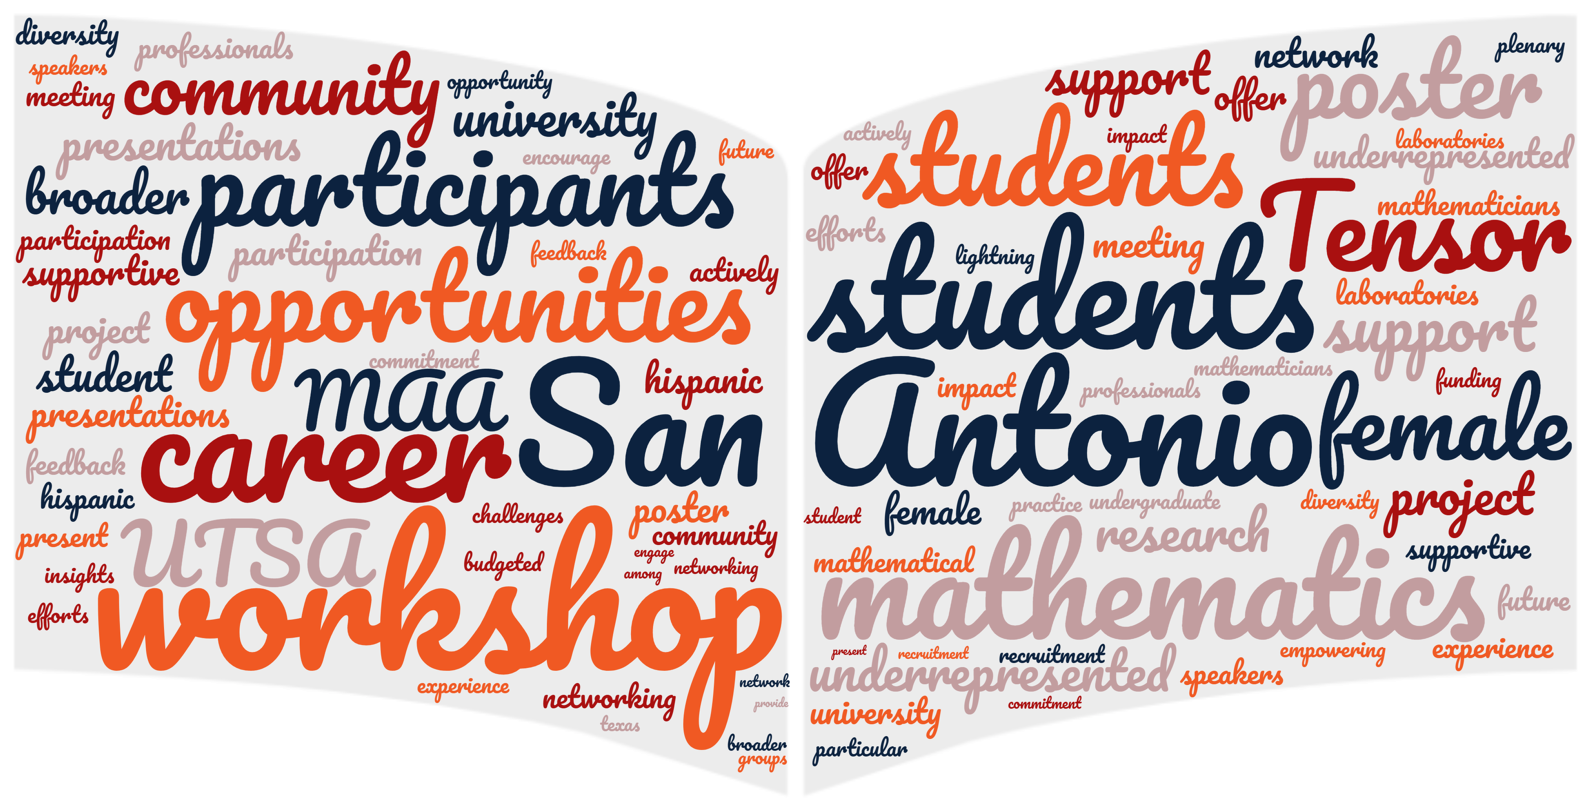 diversity
professionals
speakers
community
opportunity
meeting
university
presentations
encourage
future
broader
participants
participation
participation
feedback
supportive
actively
opportunities
project
commitment
student
maa
San
hispanic
presentations
career
feedback
hispanic
challenges
poster
present
UTSA
community
engage
budgeted
insights
among
networking
efforts
workshop
experience
networking
network
provide
texas
broader
groups
network
plenary
support
offer
poster
actively
students
impact
laboratories
offer
underrepresented
Tensor
mathematicians
efforts
lightning
meeting
students
laboratories
support
mathematicians
Antonio
impact
professionals
funding
female
student
female
practice
undergraduate
diversity
project
research
supportive
mathematical
mathematics
future
present
recruitment
recruitment
empowering
experience
underrepresented
speakers
commitment
university
particular